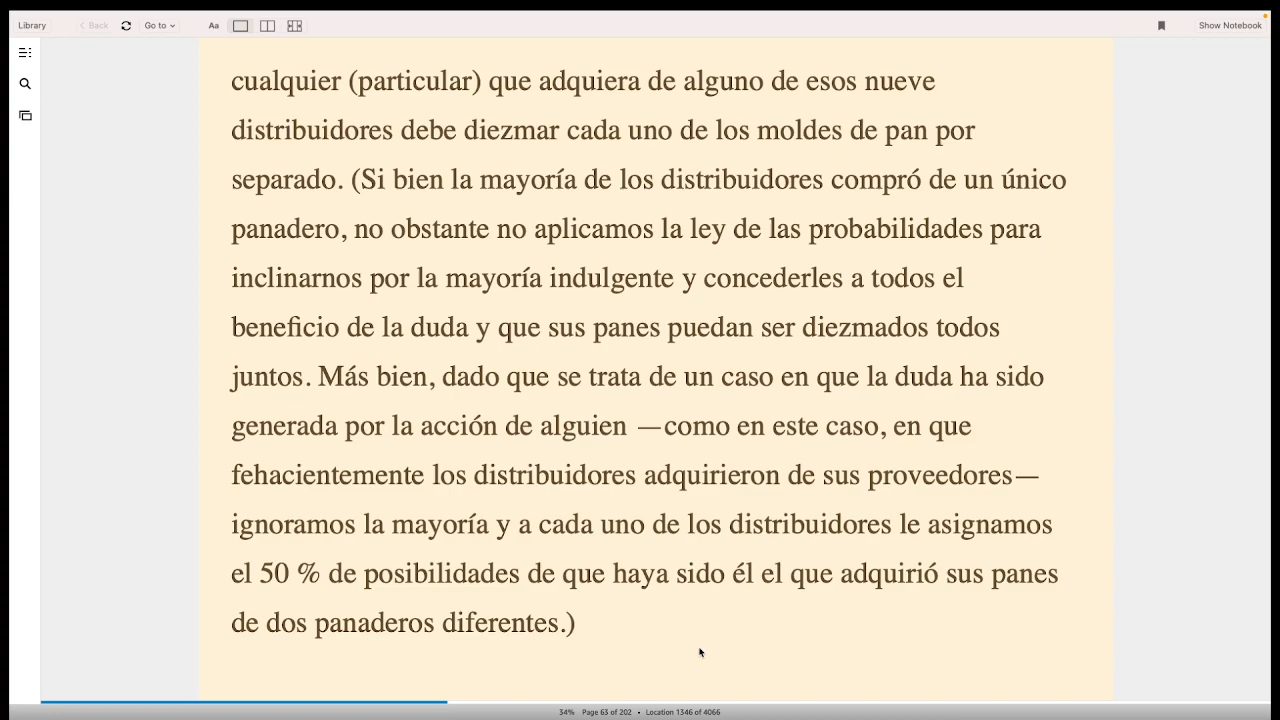 Library
Back
Go to
Aa
Show Notebook
cualquier (particular) que adquiera de alguno de esos nueve
distribuidores debe diezmar cada uno de los moldes de pan por
separado. (Si bien la mayoría de los distribuidores compró de un único
panadero, no obstante no aplicamos la ley de las probabilidades para
inclinarnos por la mayoría indulgente y concederles a todos el
beneficio de la duda y que sus panes puedan ser diezmados todos
juntos. Más bien, dado que se trata de un caso en que la duda ha sido
generada por la acción de alguien —como en este caso, en que
fehacientemente los distribuidores adquirieron de sus proveedores—
ignoramos la mayoría y a cada uno de los distribuidores le asignamos
el 50 % de posibilidades de que haya sido él el que adquirió sus panes
de dos panaderos diferentes.)
34% Page 63 of 202 • Location 1346 of 4066